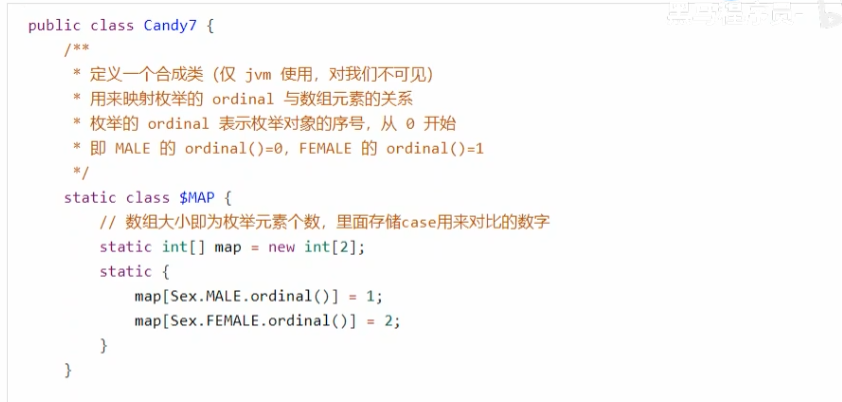 public class Candy7 {
/**
* 定义一个合成类（仅 jvm 使用，对我们不可见）
* 用来映射枚举的 ordinal 与数组元素的关系
* 枚举的 ordinal 表示枚举对象的序号，从 0 开始
* 即 MALE 的 ordinal()=0，FEMALE 的 ordinal()=1
*/
static class $MAP {
// 数组大小即为枚举元素个数，里面存储case用来对比的数字
static int[] map = new int[2];
static {
map[Sex.MALE.ordinal()] = 1;
map[Sex.FEMALE.ordinal()] = 2;
}
}